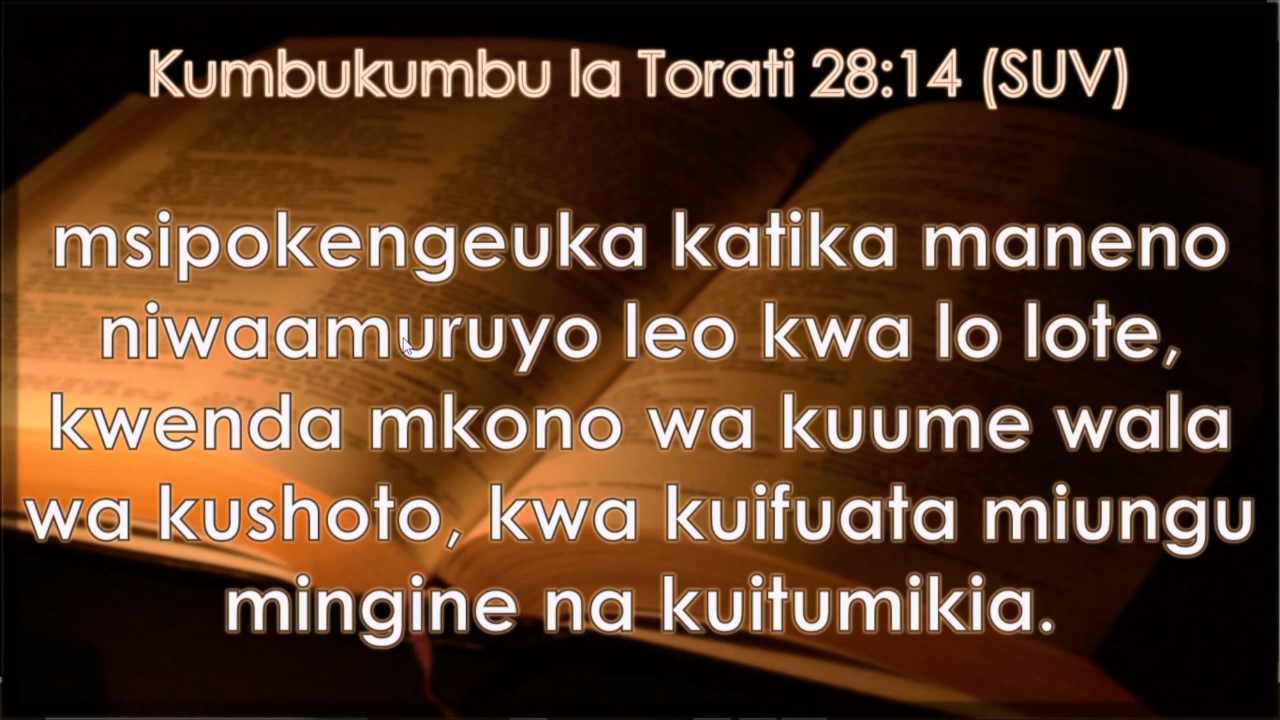 Kumbukumbu la Torati 28:14 (SUV)
msipokengeuka katika maneno
niwaamuruyo leo kwa lo lote,
kwenda mkono wa kuume wala
wa kushoto, kwa kuifuata miungu
mingine na kuitumikia.